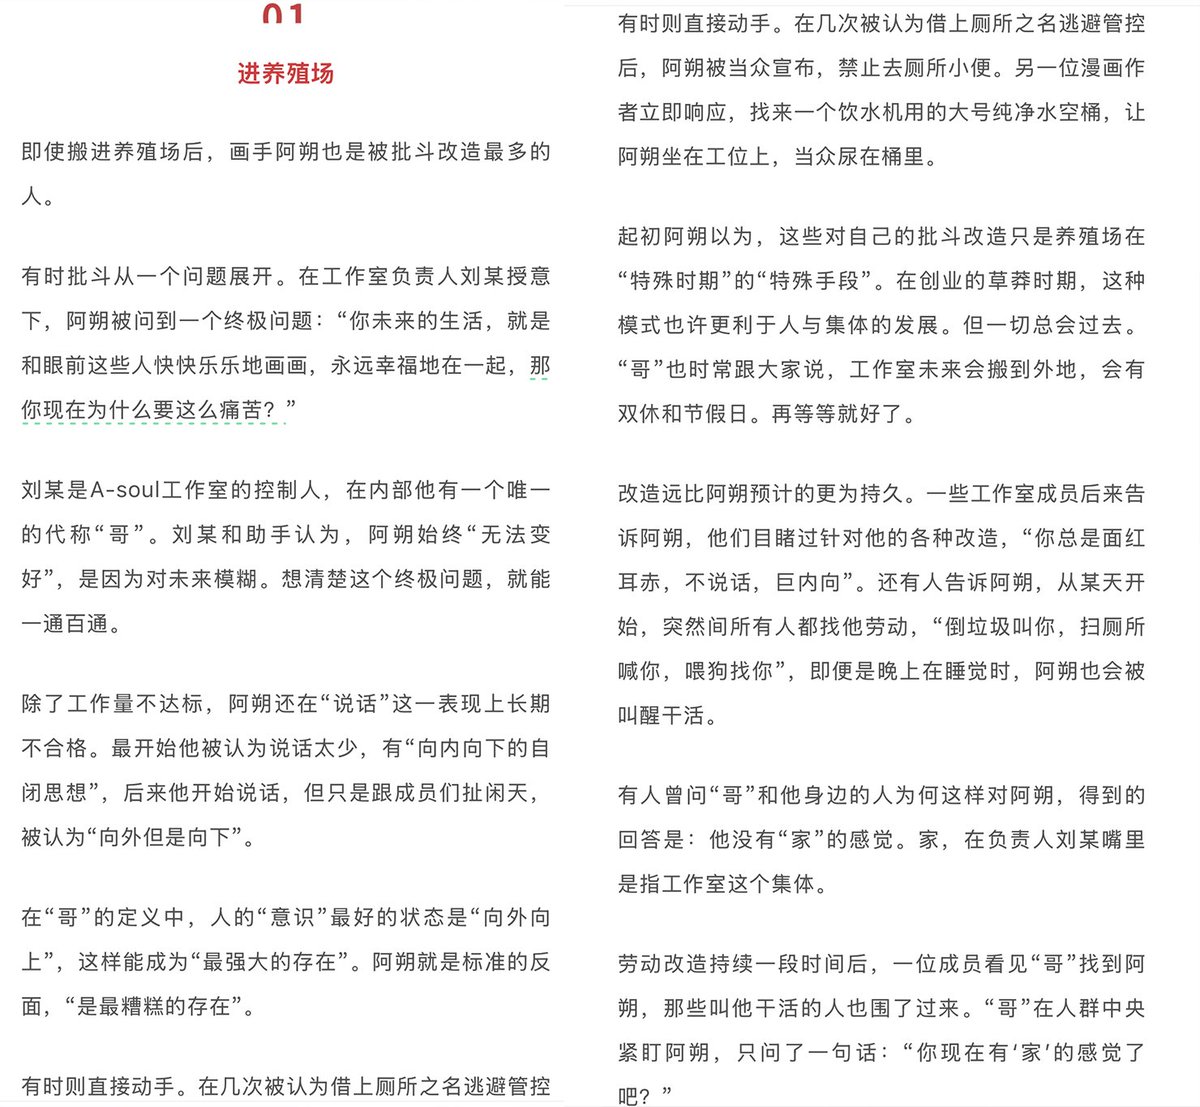 01
进养殖场
即使搬进养殖场后，画手阿朔也是被批斗改造最多的
人。
有时批斗从一个问题展开。在工作室负责人刘某授意
下，阿朔被问到一个终极问题：“你未来的生活，就是
和眼前这些人快快乐乐地画画，永远幸福地在一起，那
你现在为什么要这么痛苦？”
刘某是A-soul工作室的控制人，在内部他有一个唯一
的代称“哥”。刘某和助手认为，阿朔始终“无法变
好”，是因为对未来模糊。想清楚这个终极问题，就能
一通百通。
除了工作量不达标，阿朔还在“说话”这一表现上长期
不合格。最开始他被认为说话太少，有“向内向下的自
闭思想”，后来他开始说话，但只是跟成员们扯闲天，
被认为“向外但是向下”。
在“哥”的定义中，人的“意识”最好的状态是“向外向
上”，这样能成为“最强大的存在”。阿朔就是标准的反
面，“是最糟糕的存在”。
有时则直接动手。在几次被认为借上厕所之名逃避管控
有时则直接动手。在几次被认为借上厕所之名逃避管控
后，阿朔被当众宣布，禁止去厕所小便。另一位漫画作
者立即响应，找来一个饮水机用的大号纯净水空桶，让
阿朔坐在工位上，当众尿在桶里。
起初阿朔以为，这些对自己的批斗改造只是养殖场在
“特殊时期”的“特殊手段”。在创业的草莽时期，这种
模式也许更利于人与集体的发展。但一切总会过去。
“哥”也时常跟大家说，工作室未来会搬到外地，会有
双休和节假日。再等等就好了。
改造远比阿朔预计的更为持久。一些工作室成员后来告
诉阿朔，他们目睹过针对他的各种改造，“你总是面红
耳赤，不说话，巨内向”。还有人告诉阿朔，从某天开
始，突然间所有人都找他劳动，“倒垃圾叫你，扫厕所
喊你，喂狗找你”，即便是晚上在睡觉时，阿朔也会被
叫醒干活。
有人曾问“哥”和他身边的人为何这样对阿朔，得到的
回答是：他没有“家”的感觉。家，在负责人刘某嘴里
是指工作室这个集体。
劳动改造持续一段时间后，一位成员看见“哥”找到阿
朔，那些叫他干活的人也围了过来。“哥”在人群中央
紧盯阿朔，只问了一句话：“你现在有‘家’的感觉了
吧？”